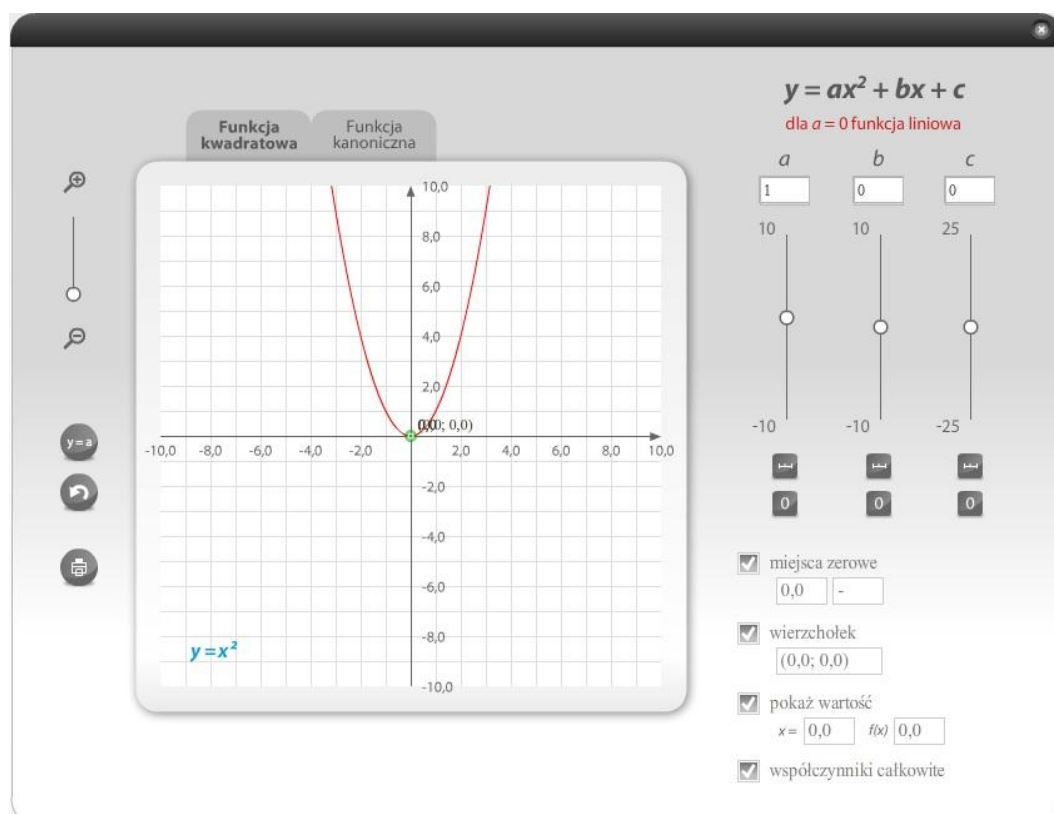 y = ax² + bx + c
dla a = 0 funkcja liniowa
Funkcja kwadratowa
Funkcja kanoniczna
a b c
1 0 0
10 10 25
-10 -10 -25
0 0 0
10,0
8,0
6,0
4,0
2,0
(0,0; 0,0)
-10,0 -8,0 -6,0 -4,0 -2,0 2,0 4,0 6,0 8,0 10,0
-2,0
-4,0
-6,0
-8,0
-10,0
y = x²
y = a
miejsca zerowe
0,0 -
wierzchołek
(0,0; 0,0)
pokaż wartość
x = 0,0 f(x) 0,0
współczynniki całkowite